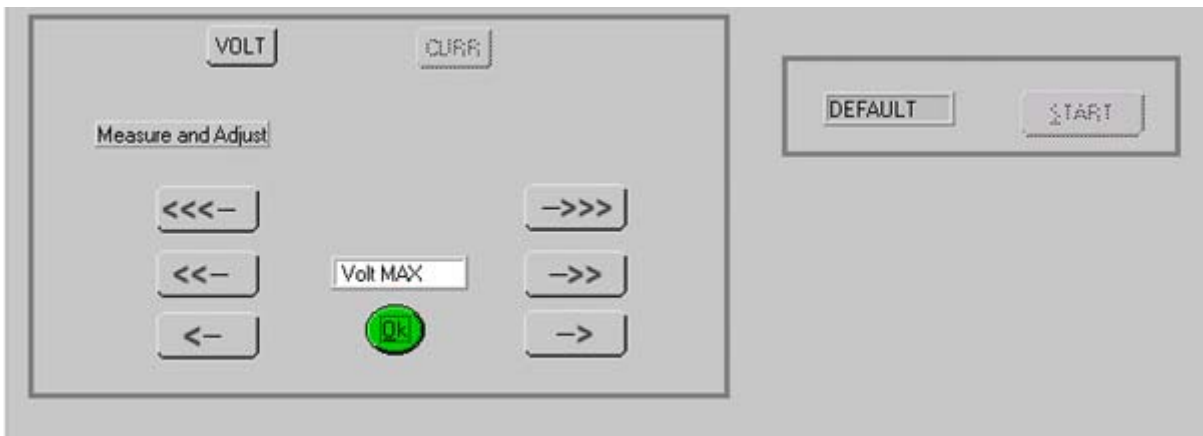 VOLT
CURR
DEFAULT
START
Measure and Adjust
<<<–
–>>>
<<–
Volt MAX
–>>
<–
Ok
–>